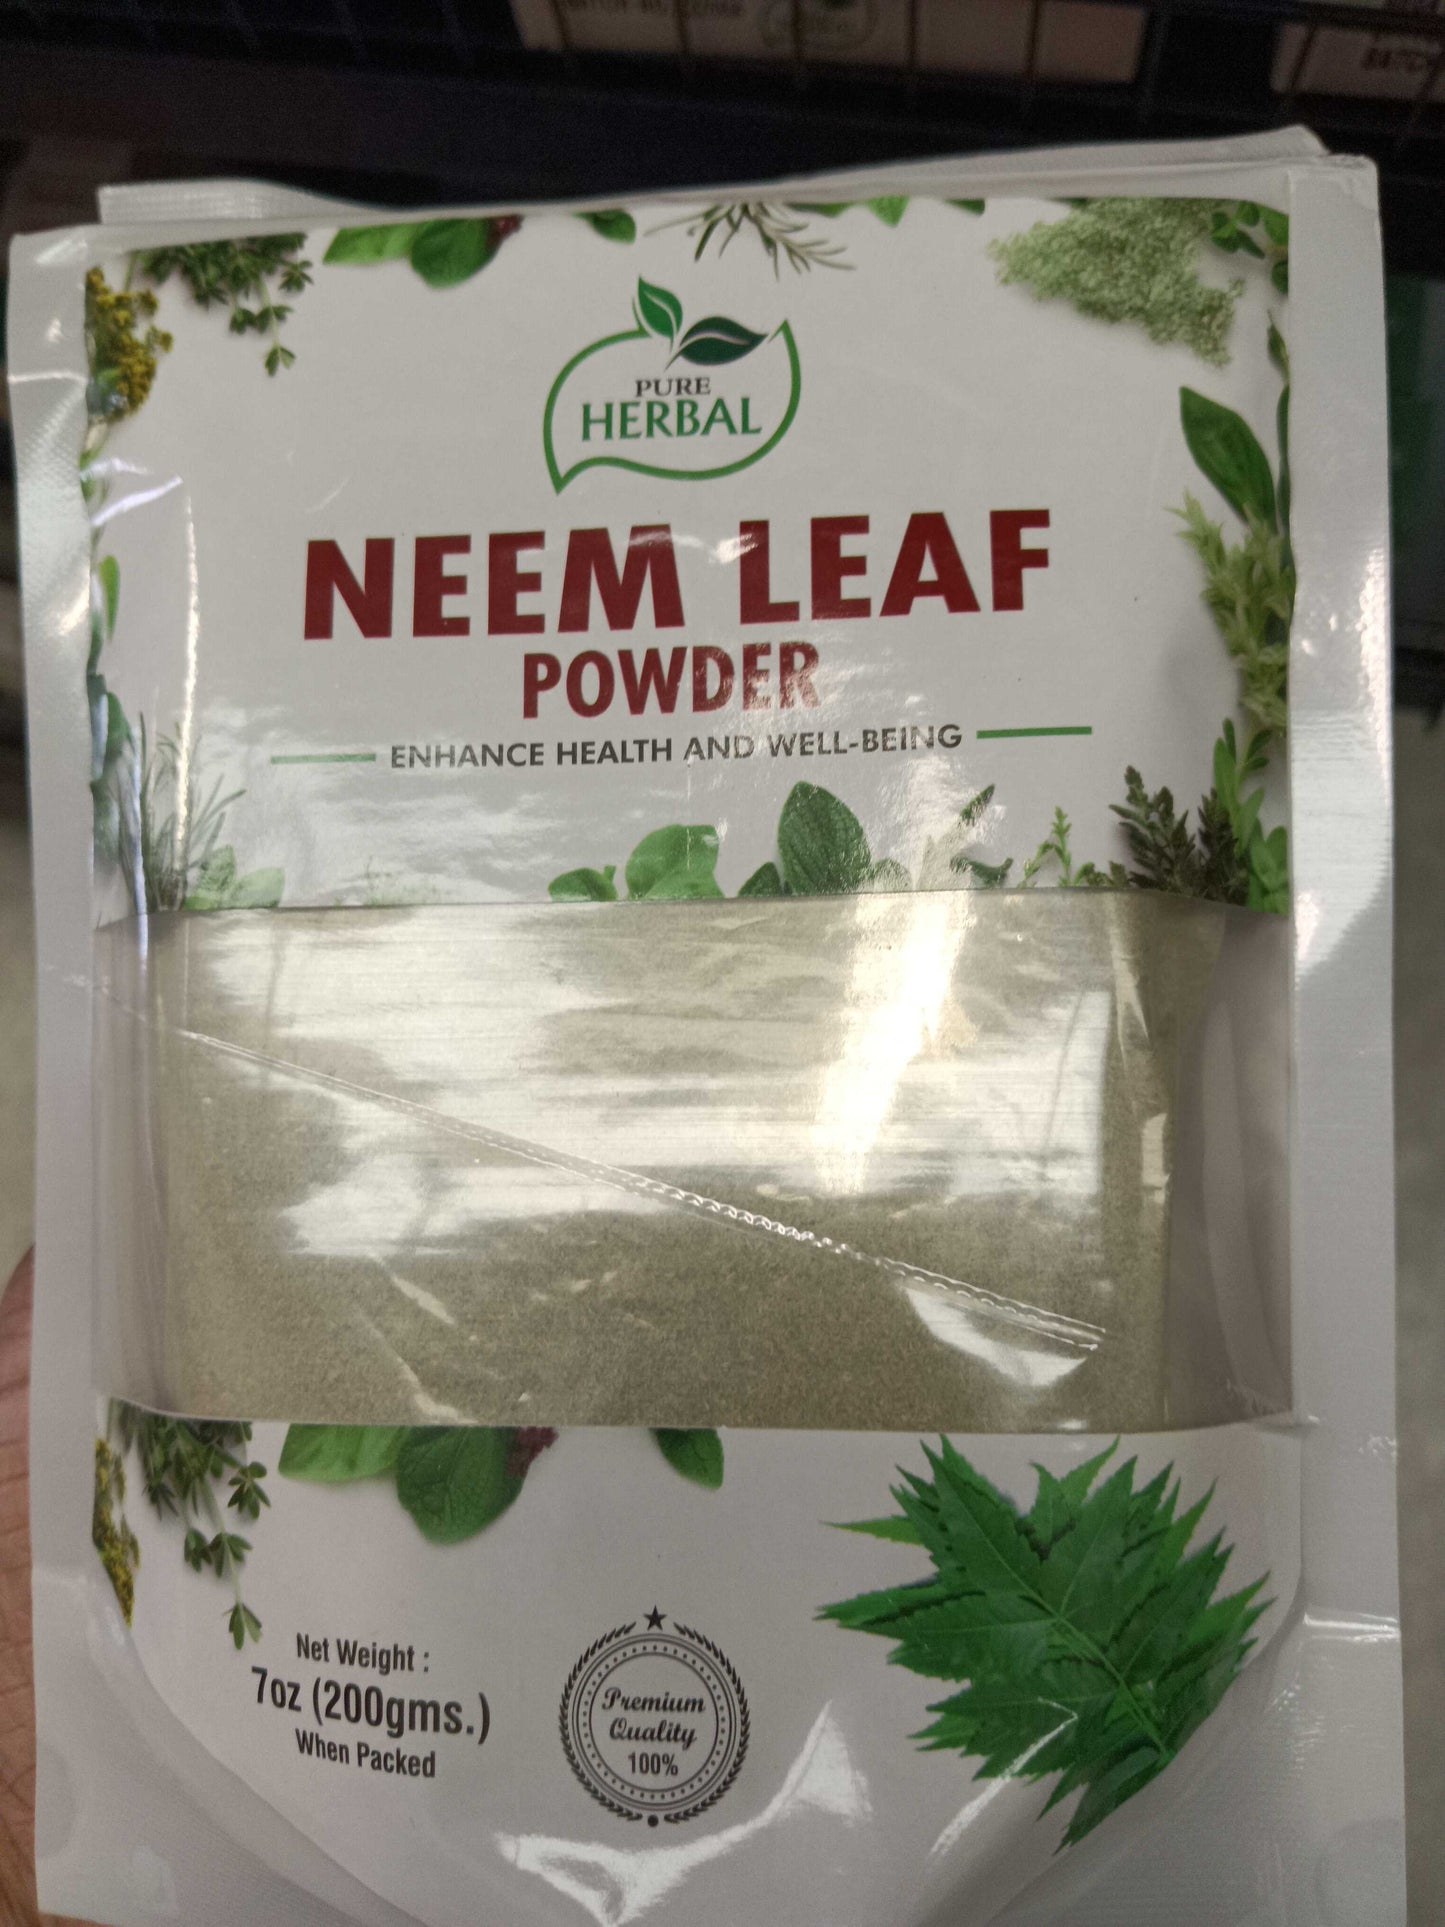 PURE
HERBAL
NEEM LEAF
POWDER
ENHANCE HEALTH AND WELL-BEING
Net Weight :
7oz (200gms.)
When Packed
Premium
Quality
100%